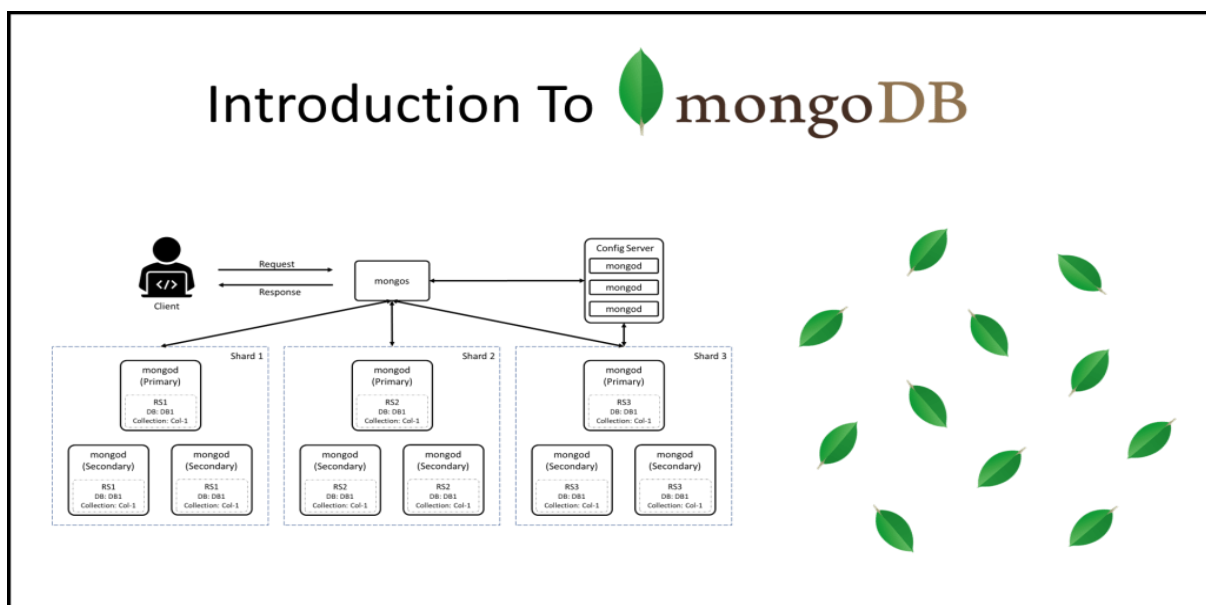 Introduction To mongoDB
Config Server
mongod
mongod
mongod
Request
Response
</>
Client
mongos
Shard 1
mongod
(Primary)
RS1
DB: DB1
Collection: Col-1
mongod
(Secondary)
RS1
DB: DB1
Collection: Col-1
mongod
(Secondary)
RS1
DB: DB1
Collection: Col-1
Shard 2
mongod
(Primary)
RS2
DB: DB1
Collection: Col-1
mongod
(Secondary)
RS2
DB: DB1
Collection: Col-1
mongod
(Secondary)
RS2
DB: DB1
Collection: Col-1
Shard 3
mongod
(Primary)
RS3
DB: DB1
Collection: Col-1
mongod
(Secondary)
RS3
DB: DB1
Collection: Col-1
mongod
(Secondary)
RS3
DB: DB1
Collection: Col-1